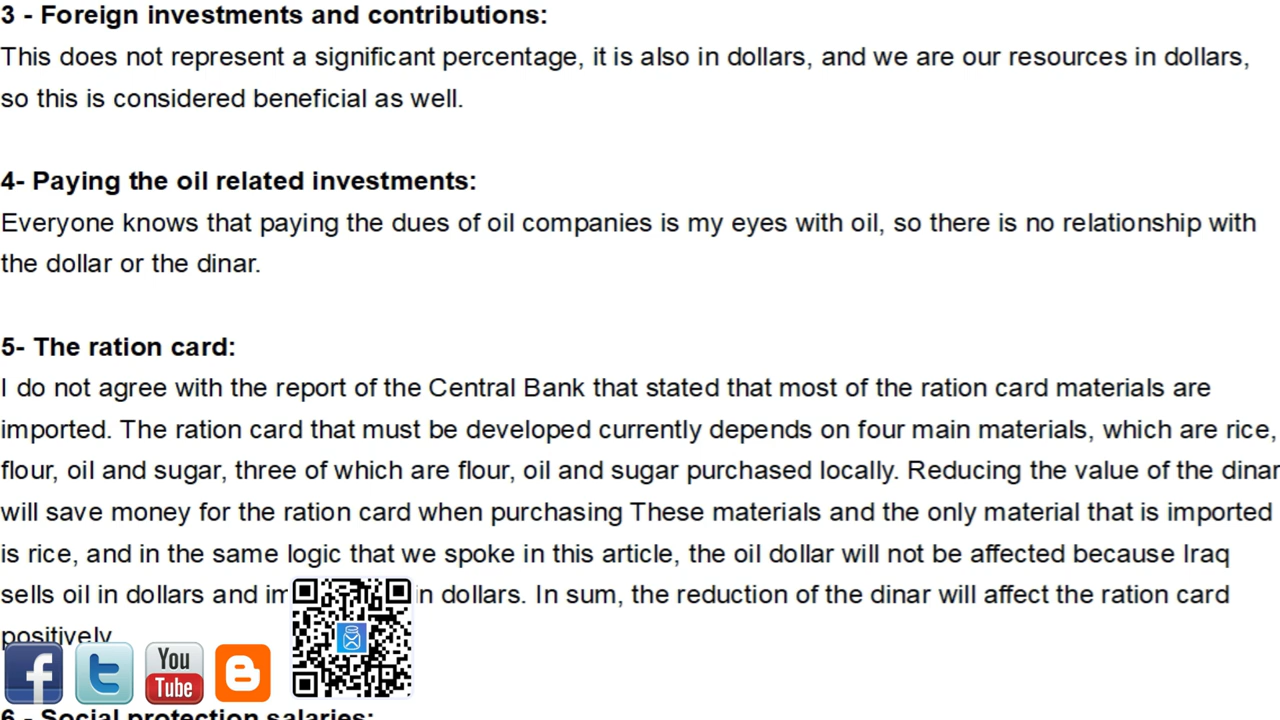 3 - Foreign investments and contributions:
This does not represent a significant percentage, it is also in dollars, and we are our resources in dollars,
so this is considered beneficial as well.
4- Paying the oil related investments:
Everyone knows that paying the dues of oil companies is my eyes with oil, so there is no relationship with
the dollar or the dinar.
5- The ration card:
I do not agree with the report of the Central Bank that stated that most of the ration card materials are
imported. The ration card that must be developed currently depends on four main materials, which are rice,
flour, oil and sugar, three of which are flour, oil and sugar purchased locally. Reducing the value of the dinar
will save money for the ration card when purchasing These materials and the only material that is imported
is rice, and in the same logic that we spoke in this article, the oil dollar will not be affected because Iraq
sells oil in dollars and in dollars. In sum, the reduction of the dinar will affect the ration card
positively
You
Tube
6 - Social protection salaries: